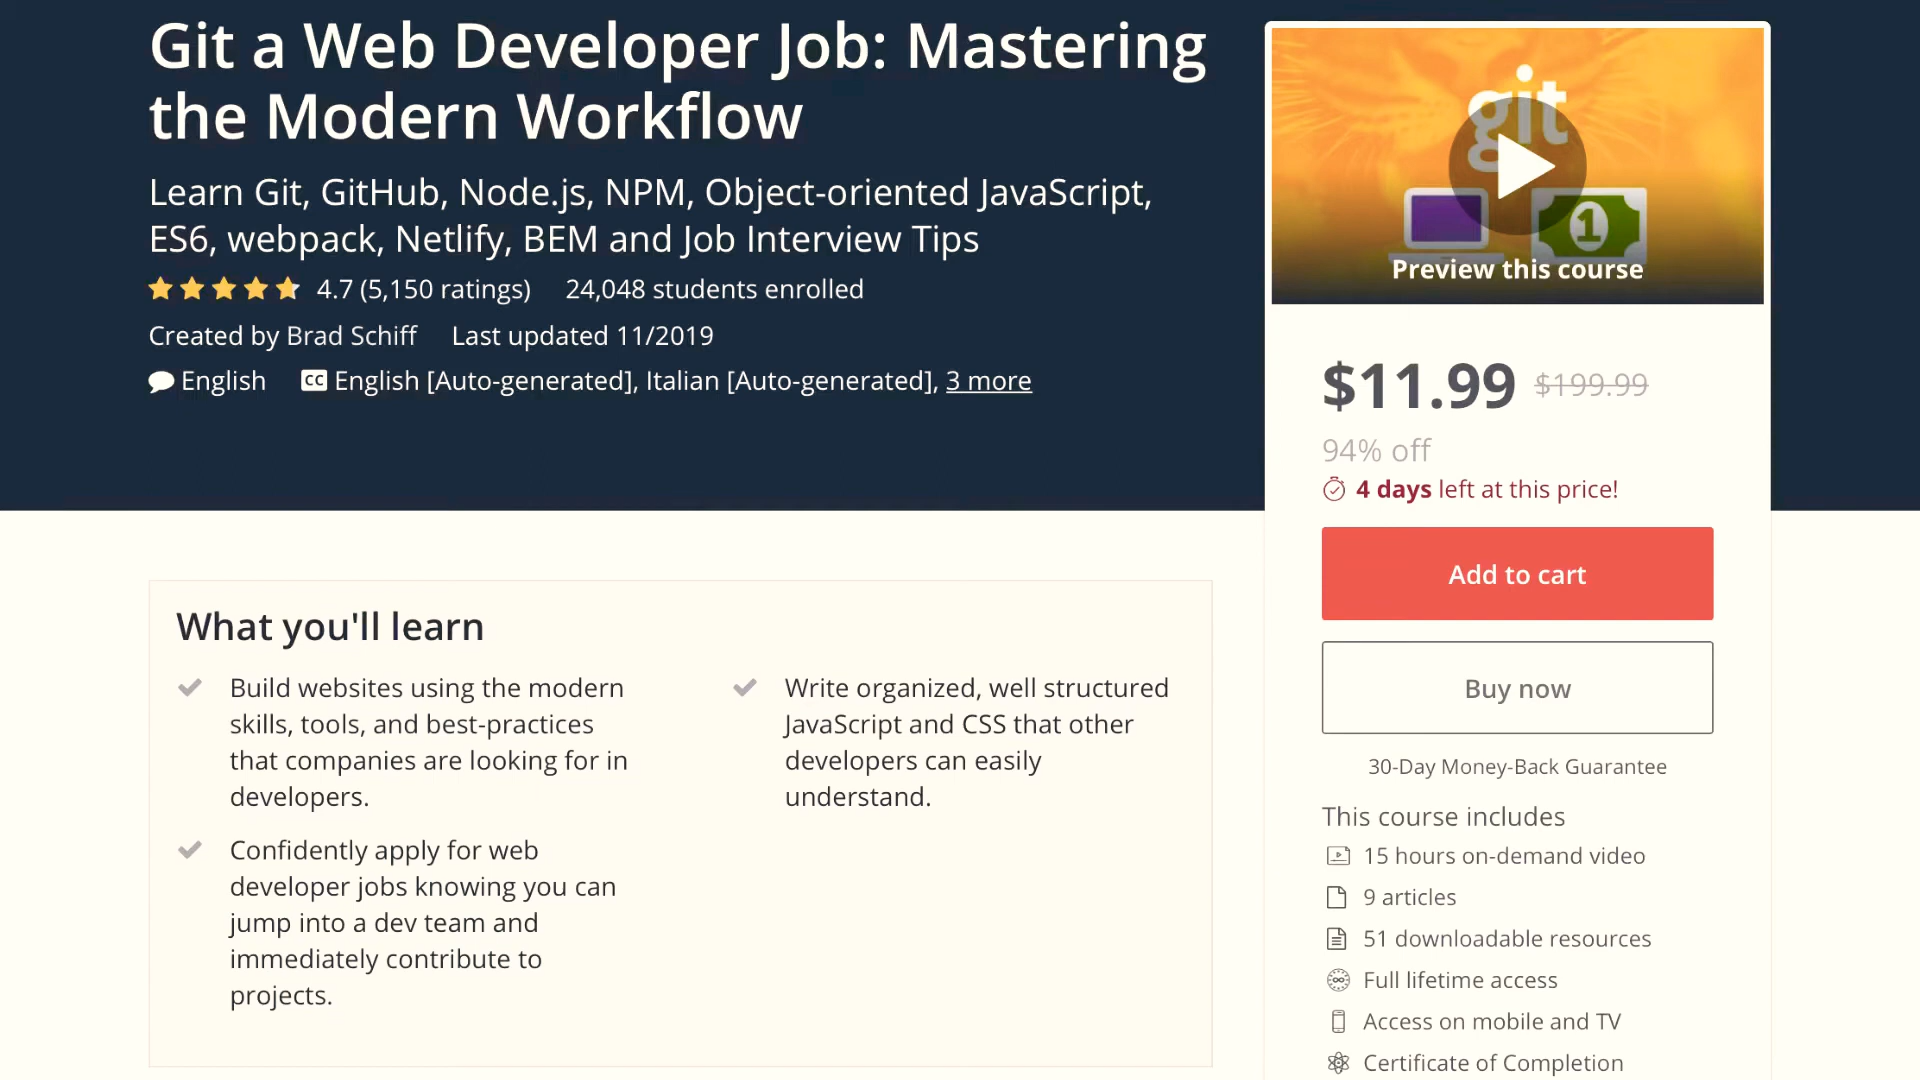 Git a Web Developer Job: Mastering
the Modern Workflow
Learn Git, GitHub, Node.js, NPM, Object-oriented JavaScript,
ES6, webpack, Netlify, BEM and Job Interview Tips
4.7 (5,150 ratings) 24,048 students enrolled
Created by Brad Schiff Last updated 11/2019
English CC English [Auto-generated], Italian [Auto-generated], 3 more
git
1
Preview this course
$11.99 $199.99
94% off
4 days left at this price!
Add to cart
Buy now
30-Day Money-Back Guarantee
This course includes
15 hours on-demand video
9 articles
51 downloadable resources
Full lifetime access
Access on mobile and TV
Certificate of Completion
What you'll learn
Build websites using the modern
skills, tools, and best-practices
that companies are looking for in
developers.
Confidently apply for web
developer jobs knowing you can
jump into a dev team and
immediately contribute to
projects.
Write organized, well structured
JavaScript and CSS that other
developers can easily
understand.